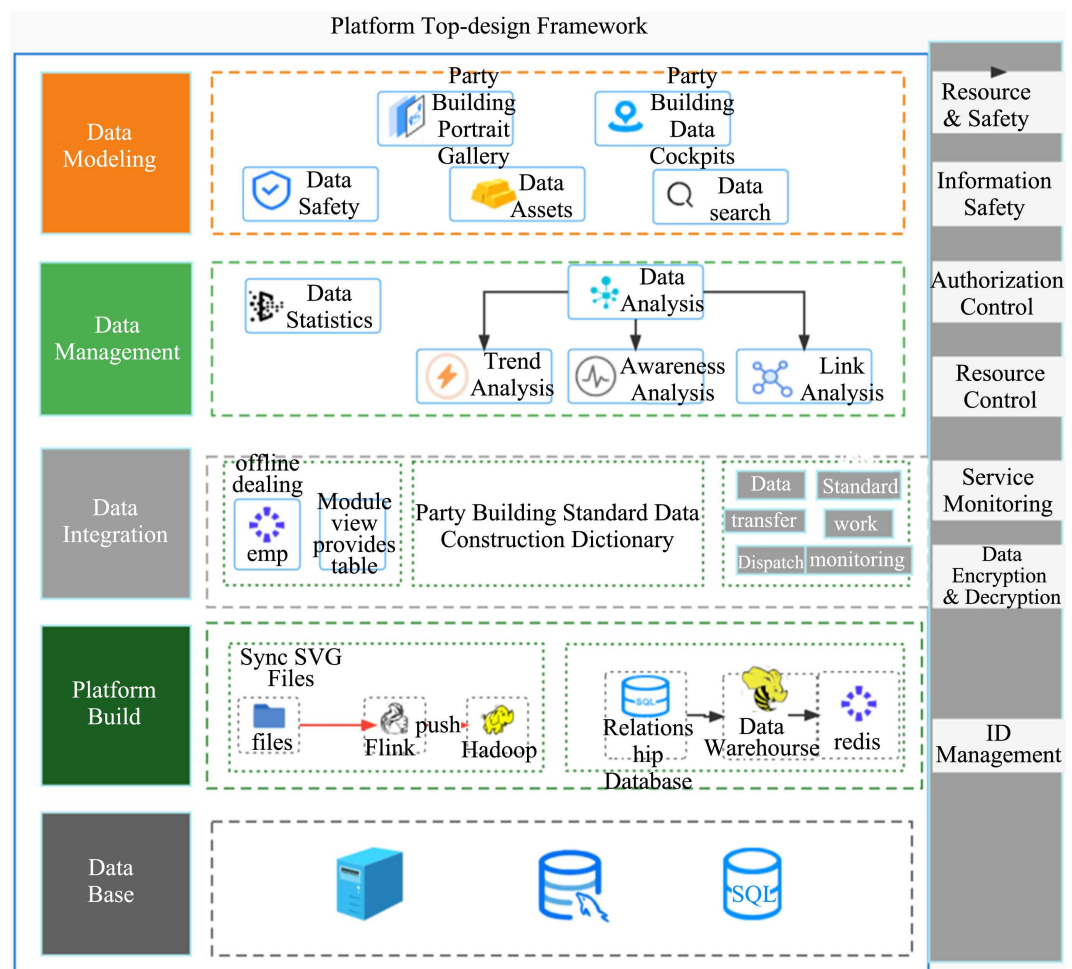 Platform Top-design Framework
Data
Modeling
Party
Building
Portrait
Gallery
Party
Building
Data
Cockpits
Data
Safety
Data
Assets
Data
search
Data
Management
Data
Statistics
Data
Analysis
Trend
Analysis
Awareness
Analysis
Link
Analysis
Data
Integration
offline
dealing
emp
Module
view
provides
table
Party Building Standard Data
Construction Dictionary
Data
Standard
transfer
work
Dispatch
monitoring
Platform
Build
Sync SVG
Files
files
Flink
push
Hadoop
SQL
Relations
hip
Database
Data
Warehourse
redis
Data
Base
SQL
Resource
& Safety
Information
Safety
Authorization
Control
Resource
Control
Service
Monitoring
Data
Encryption
& Decryption
ID
Management